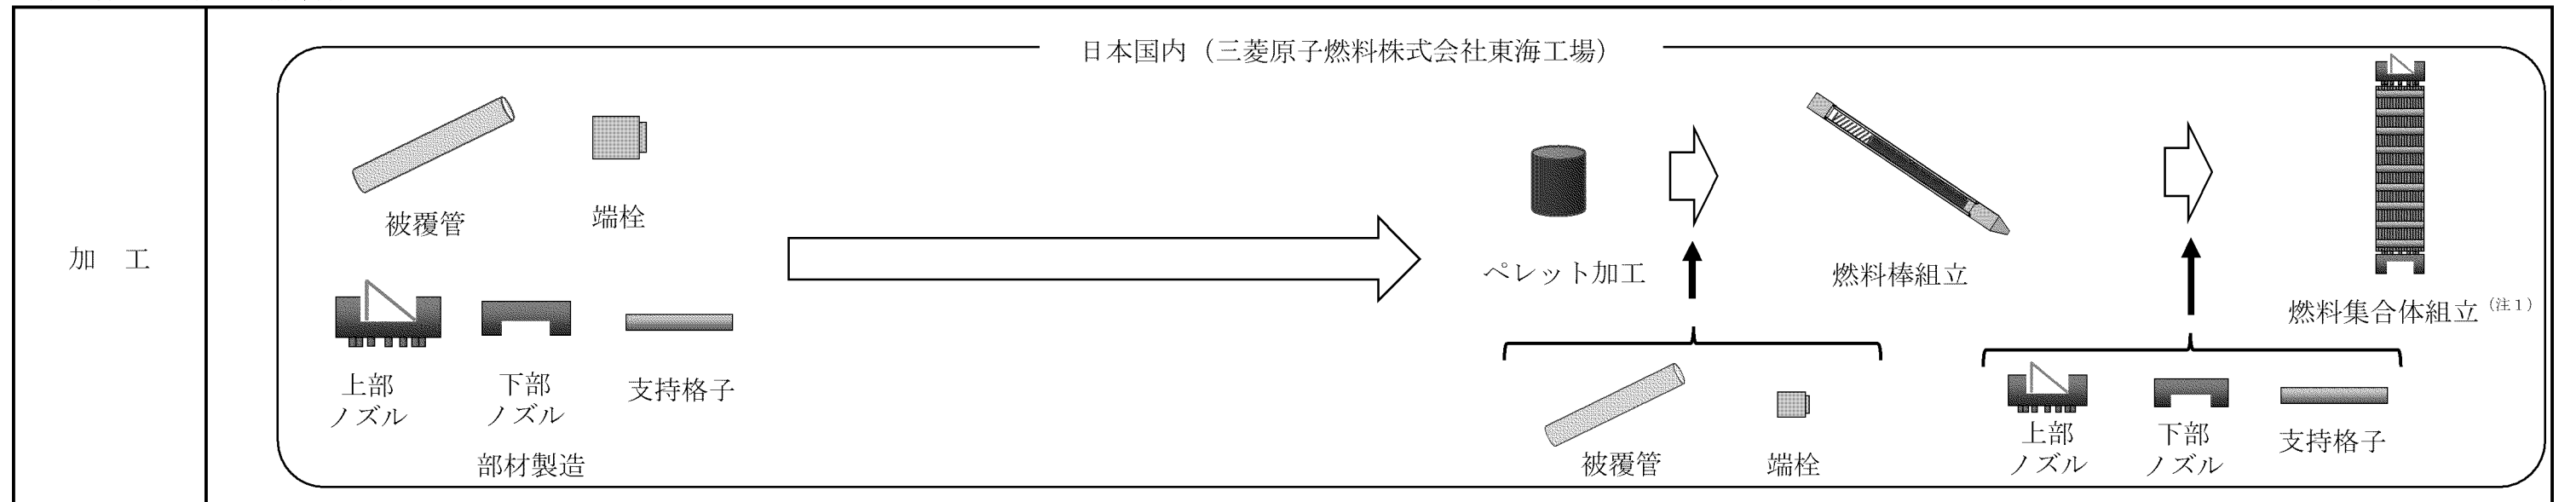 加　工
日本国内（三菱原子燃料株式会社東海工場）
被覆管
端栓
上部
ノズル
下部
ノズル
支持格子
部材製造
ペレット加工
燃料棒組立
燃料集合体組立（注１）
被覆管
端栓
上部
ノズル
下部
ノズル
支持格子